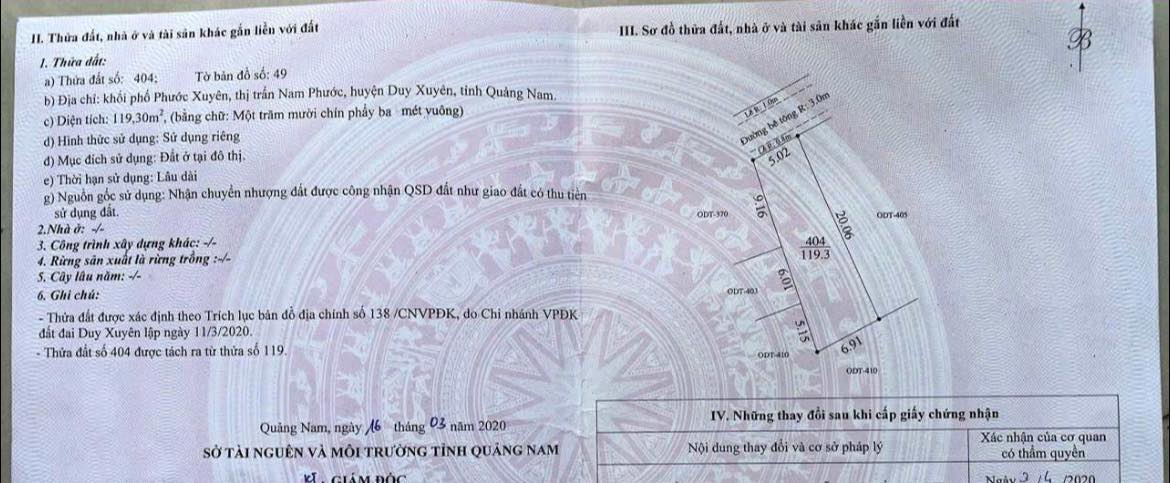 II. Thửa đất, nhà ở và tài sản khác gắn liền với đất
1. Thửa đất:
a) Thửa đất số: 404; Tờ bản đồ số: 49
b) Địa chỉ: khối phố Phước Xuyên, thị trấn Nam Phước, huyện Duy Xuyên, tỉnh Quảng Nam.
c) Diện tích: 119,30m², (bằng chữ: Một trăm mười chín phẩy ba mét vuông)
d) Hình thức sử dụng: Sử dụng riêng
đ) Mục đích sử dụng: Đất ở tại đô thị.
e) Thời hạn sử dụng: Lâu dài
g) Nguồn gốc sử dụng: Nhận chuyển nhượng đất được công nhận QSD đất như giao đất có thu tiền
sử dụng đất.
2.Nhà ở: -/-
3. Công trình xây dựng khác: -/-
4. Rừng sản xuất là rừng trồng :-/-
5. Cây lâu năm: -/-
6. Ghi chú:
- Thửa đất được xác định theo Trích lục bản đồ địa chính số 138 /CNVPĐK, do Chi nhánh VPĐK
đất đai Duy Xuyên lập ngày 11/3/2020.
- Thửa đất số 404 được tách ra từ thửa số 119.
Quảng Nam, ngày 16 tháng 03 năm 2020
SỞ TÀI NGUYÊN VÀ MÔI TRƯỜNG TỈNH QUẢNG NAM
KT. GIÁM ĐỐC
III. Sơ đồ thửa đất, nhà ở và tài sản khác gắn liền với đất
B
Lề R: 1.0m
Đường bê tông R: 3.0m
5.02
9.16
20.06
ODT-370
ODT-405
404
119.3
6.01
ODT-403
5.15
6.91
ODT-410
ODT-410
IV. Những thay đổi sau khi cấp giấy chứng nhận
Nội dung thay đổi và cơ sở pháp lý
Xác nhận của cơ quan
có thẩm quyền
Ngày 3 /4 /2020